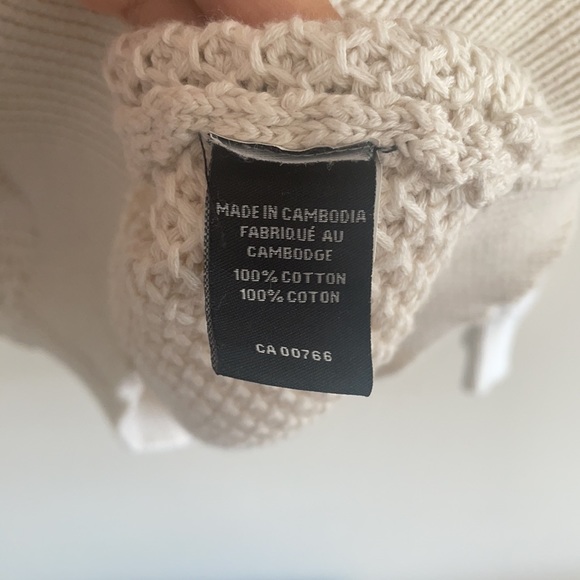 MADE IN CAMBODIA
FABRIQUÉ AU
CAMBODGE
100% COTTON
100% COTON
CA 00766